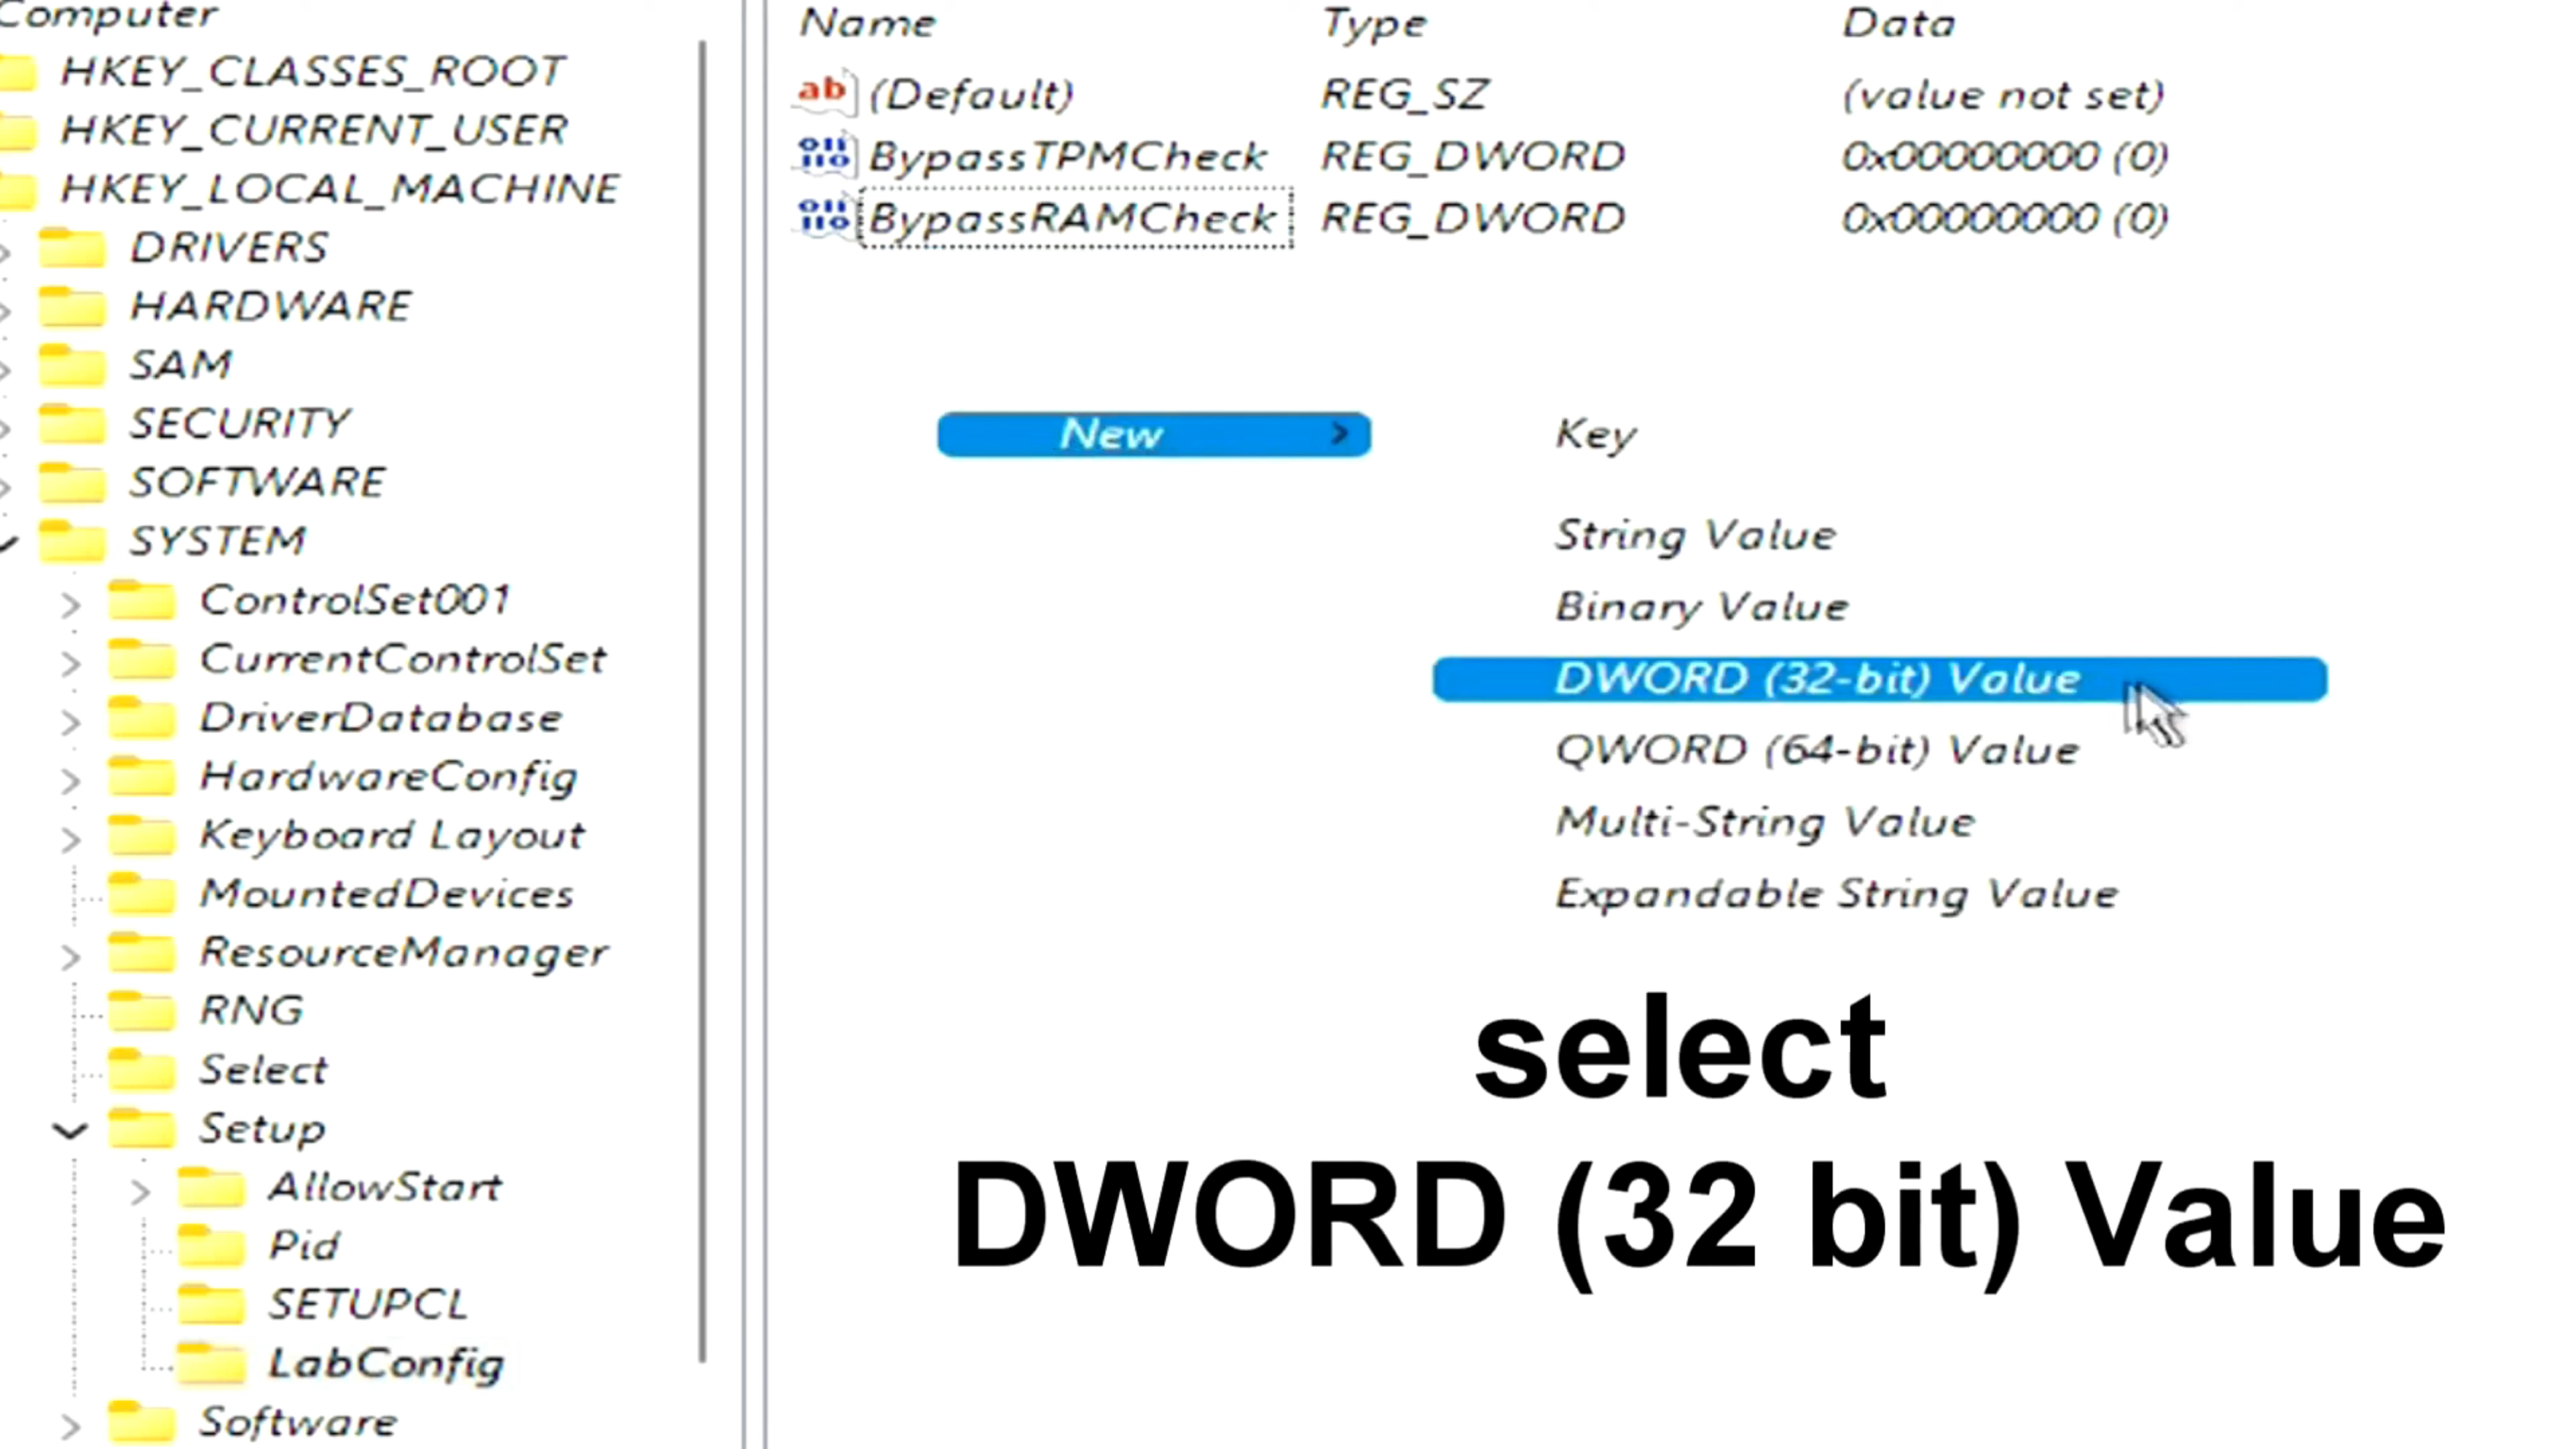 Computer
HKEY_CLASSES_ROOT
HKEY_CURRENT_USER
HKEY_LOCAL_MACHINE
DRIVERS
HARDWARE
SAM
SECURITY
SOFTWARE
SYSTEM
ControlSet001
CurrentControlSet
DriverDatabase
HardwareConfig
Keyboard Layout
MountedDevices
ResourceManager
RNG
Select
Setup
AllowStart
Pid
SETUPCL
LabConfig
Software
Name Type Data
ab (Default) REG_SZ (value not set)
BypassTPMCheck REG_DWORD 0x00000000 (0)
BypassRAMCheck REG_DWORD 0x00000000 (0)
New > Key
String Value
Binary Value
DWORD (32-bit) Value
QWORD (64-bit) Value
Multi-String Value
Expandable String Value
select
DWORD (32 bit) Value